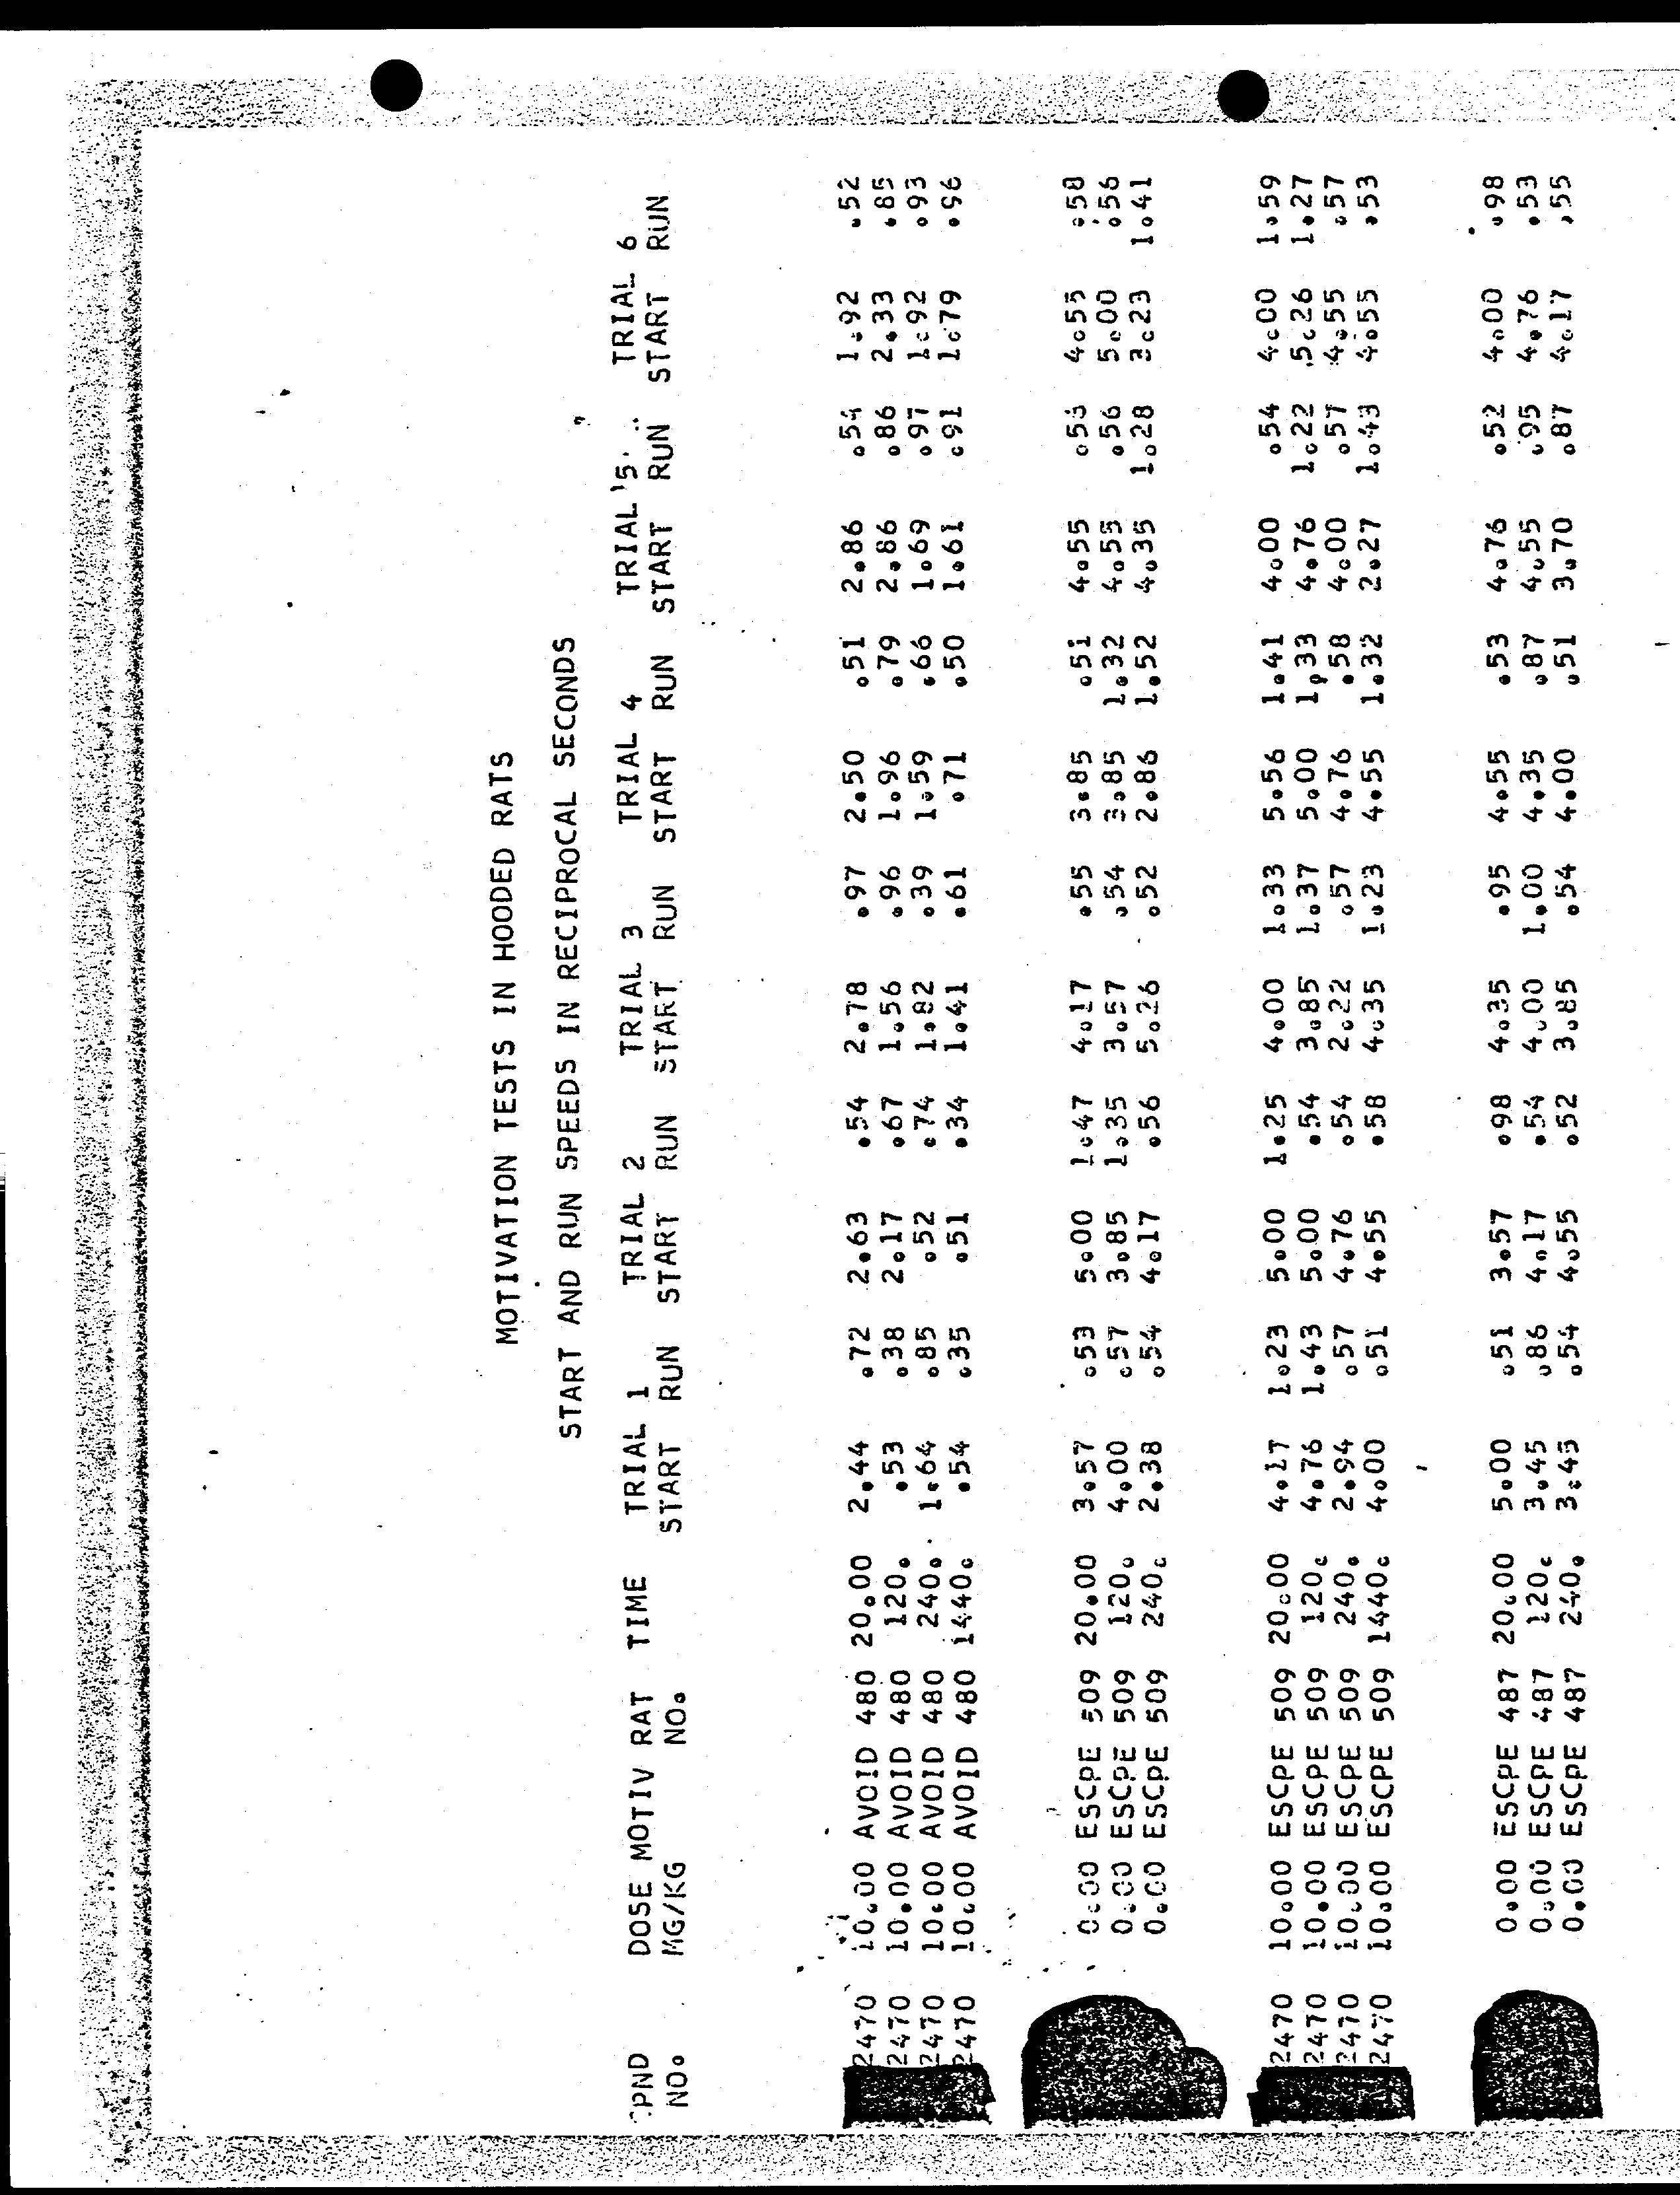 MOTIVATION TESTS IN HOODED RATS
START AND RUN SPEEDS IN RECIPROCAL SECONDS
CPND DOSE MOTIV RAT TIME TRIAL 1 TRIAL 2 TRIAL 3 TRIAL 4 TRIAL 5 TRIAL 6
NO. MG/KG NO. START RUN START RUN START RUN START RUN START RUN START RUN
2470 10.00 AVOID 480 20.00 2.44 .72 2.63 .54 2.78 .97 2.50 .51 2.86 .54 1.92 .52
2470 10.00 AVOID 480 120. .53 .38 2.17 .67 1.56 .96 1.96 .79 2.86 .86 2.33 .85
2470 10.00 AVOID 480 240. 1.64 .85 .52 .74 1.82 .39 1.59 .66 1.69 .97 1.92 .93
2470 10.00 AVOID 480 1440. .54 .35 .51 .34 1.41 .61 .71 .50 1.61 .91 1.79 .96
0.00 ESCPE 509 20.00 3.57 .53 5.00 1.47 4.17 .55 3.85 .51 4.55 .53 4.55 .58
0.00 ESCPE 509 120. 4.00 .57 3.85 1.35 3.57 .54 3.85 1.32 4.55 .56 5.00 .56
0.00 ESCPE 509 240. 2.38 .54 4.17 .56 5.26 .52 2.86 1.52 4.35 1.28 3.23 1.41
2470 10.00 ESCPE 509 20.00 4.17 1.23 5.00 1.25 4.00 1.33 5.56 1.41 4.00 .54 4.00 1.59
2470 10.00 ESCPE 509 120. 4.76 1.43 5.00 .54 3.85 1.37 5.00 1.33 4.76 1.22 5.26 1.27
2470 10.00 ESCPE 509 240. 2.94 .57 4.76 .54 2.22 .57 4.76 .58 4.00 .57 4.55 .57
2470 10.00 ESCPE 509 1440. 4.00 .51 4.55 .58 4.35 1.23 4.55 1.32 2.27 1.43 4.55 .53
0.00 ESCPE 487 20.00 5.00 .51 3.57 .98 4.35 .95 4.55 .53 4.76 .52 4.00 .98
0.00 ESCPE 487 120. 3.45 .86 4.17 .54 4.00 1.00 4.35 .87 4.55 .95 4.76 .53
0.00 ESCPE 487 240. 3.45 .54 4.55 .52 3.85 .54 4.00 .51 3.70 .87 4.17 .55